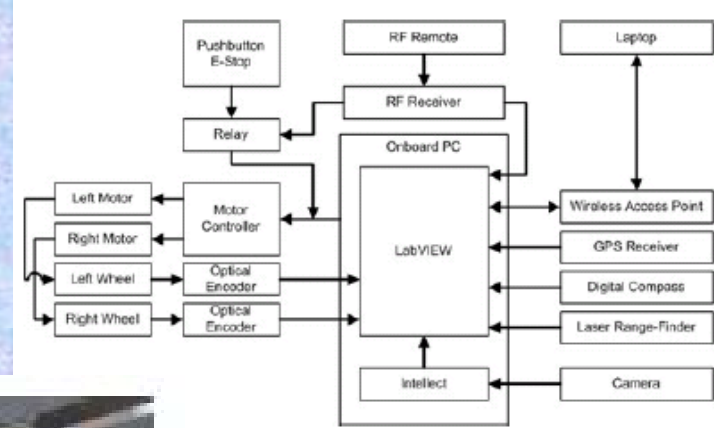 Pushbutton
E-Stop
RF Remote
Laptop
RF Receiver
Relay
Onboard PC
Left Motor
Motor
Controller
Right Motor
LabVIEW
Wireless Access Point
GPS Receiver
Left Wheel
Optical
Encoder
Digital Compass
Right Wheel
Optical
Encoder
Laser Range-Finder
Intellect
Camera